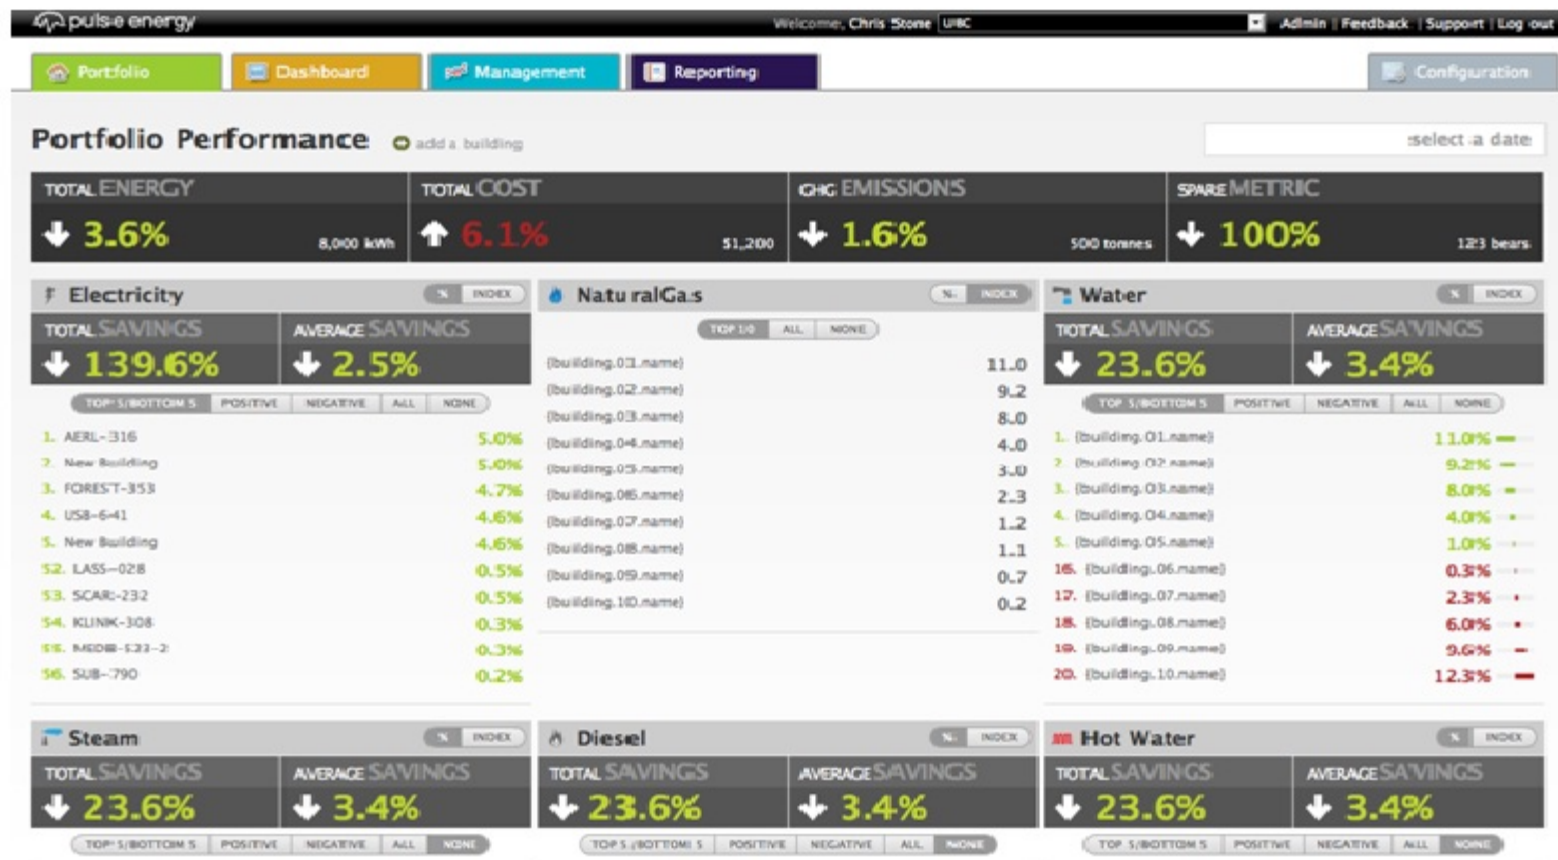 pulse energy
Welcome, Chris Stone UBC Admin | Feedback | Support | Log out
Portfolio Dashboard Management Reporting Configuration
Portfolio Performance add a building select a date
TOTAL ENERGY TOTAL COST GHG EMISSIONS SPARE METRIC
3.6% 8,000 kWh 6.1% $1,200 1.6% 500 tonnes 100% 123 bears
Electricity % INDEX
TOTAL SAVINGS AVERAGE SAVINGS
139.6% 2.5%
TOP 5/BOTTOM 5 POSITIVE NEGATIVE ALL NONE
1. AERL-316 5.0%
2. New Building 5.0%
3. FOREST-353 4.7%
4. USB-641 4.6%
5. New Building 4.6%
52. LASS-028 0.5%
53. SCAR-232 0.5%
54. KLINIK-308 0.3%
55. 0.3%
56. SUB-790 0.2%
Natural Gas % INDEX
TOP 10 ALL NONE
{building.01.name} 11.0
{building.02.name} 9.2
{building.03.name} 8.0
{building.04.name} 4.0
{building.05.name} 3.0
{building.06.name} 2.3
{building.07.name} 1.2
{building.08.name} 1.1
{building.09.name} 0.7
{building.10.name} 0.2
Water % INDEX
TOTAL SAVINGS AVERAGE SAVINGS
23.6% 3.4%
TOP 5/BOTTOM 5 POSITIVE NEGATIVE ALL NONE
1. {building.01.name} 11.0%
2. {building.02.name} 9.2%
3. {building.03.name} 8.0%
4. {building.04.name} 4.0%
5. {building.05.name} 1.0%
16. {building.06.name} 0.3%
17. {building.07.name} 2.3%
18. {building.08.name} 6.0%
19. {building.09.name} 9.6%
20. {building.10.name} 12.3%
Steam % INDEX
TOTAL SAVINGS AVERAGE SAVINGS
23.6% 3.4%
TOP 5/BOTTOM 5 POSITIVE NEGATIVE ALL NONE
Diesel % INDEX
TOTAL SAVINGS AVERAGE SAVINGS
23.6% 3.4%
TOP 5/BOTTOM 5 POSITIVE NEGATIVE ALL NONE
Hot Water % INDEX
TOTAL SAVINGS AVERAGE SAVINGS
23.6% 3.4%
TOP 5/BOTTOM 5 POSITIVE NEGATIVE ALL NONE